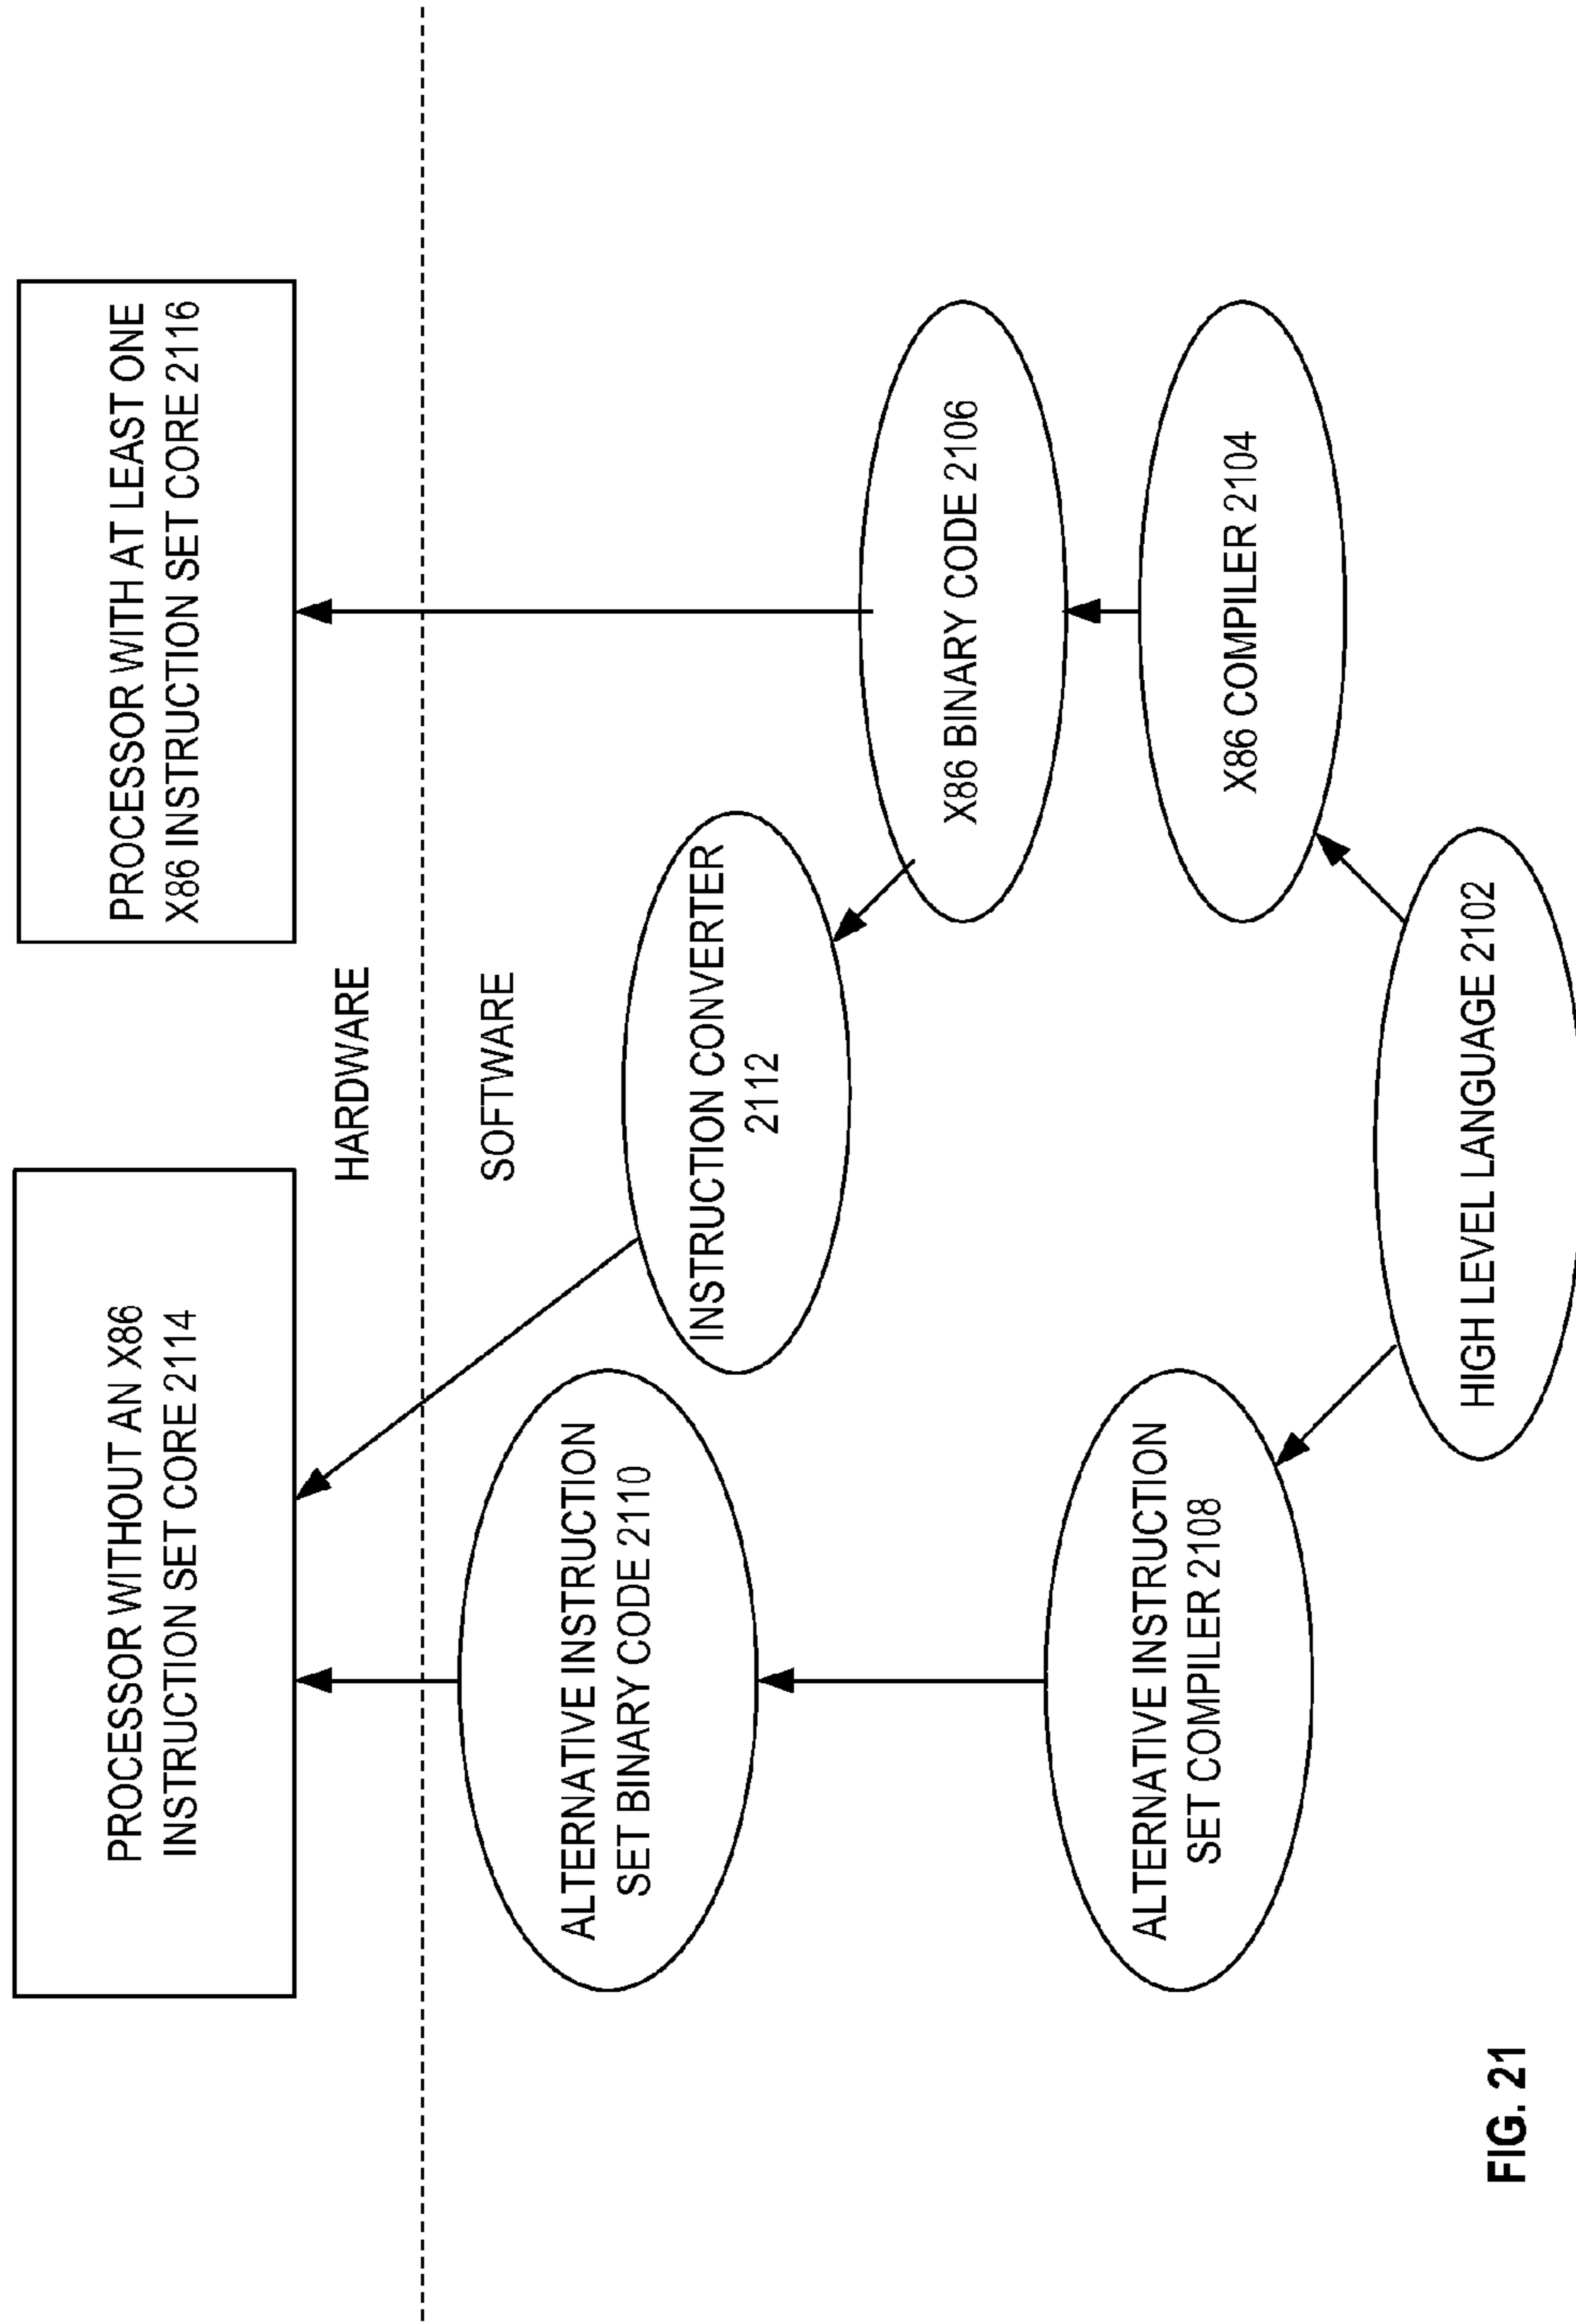 PROCESSOR WITHOUT AN X86
INSTRUCTION SET CORE 2114
PROCESSOR WITH AT LEAST ONE
X86 INSTRUCTION SET CORE 2116
HARDWARE
SOFTWARE
ALTERNATIVE INSTRUCTION
SET BINARY CODE 2110
INSTRUCTION CONVERTER
2112
X86 BINARY CODE 2106
ALTERNATIVE INSTRUCTION
SET COMPILER 2108
X86 COMPILER 2104
HIGH LEVEL LANGUAGE 2102
FIG. 21